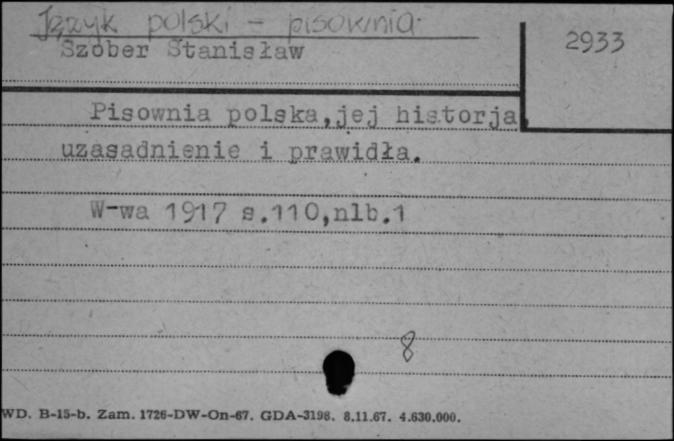 Język polski - pisownia
Szober Stanisław
2933
Pisownia polska,jej historja,
uzasadnienie i prawidła.
W-wa 1917 s.110,nlb.1
8
WD. B-15-b. Zam. 1726-DW-On-67. GDA-3198. 8.11.67. 4.630.000.